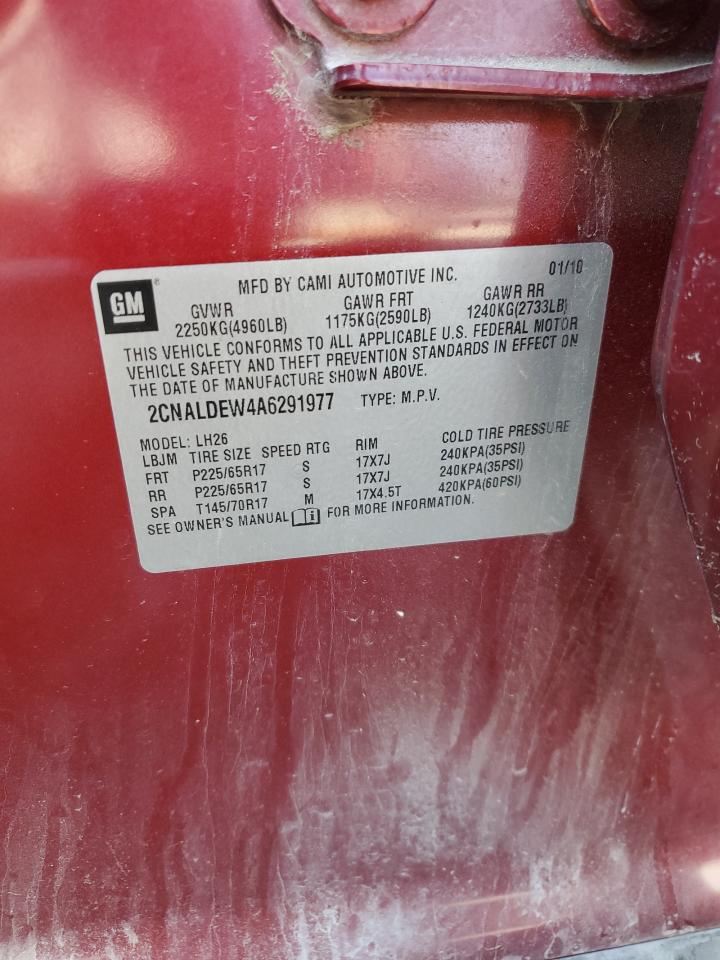 GM
MFD BY CAMI AUTOMOTIVE INC. 01/10
GVWR GAWR FRT GAWR RR
2250KG(4960LB) 1175KG(2590LB) 1240KG(2733LB)
THIS VEHICLE CONFORMS TO ALL APPLICABLE U.S. FEDERAL MOTOR
VEHICLE SAFETY AND THEFT PREVENTION STANDARDS IN EFFECT ON
THE DATE OF MANUFACTURE SHOWN ABOVE.
2CNALDEW4A6291977 TYPE: M.P.V.
MODEL: LH26
LBJM TIRE SIZE SPEED RTG RIM COLD TIRE PRESSURE
FRT P225/65R17 S 17X7J 240KPA(35PSI)
RR P225/65R17 S 17X7J 240KPA(35PSI)
SPA T145/70R17 M 17X4.5T 420KPA(60PSI)
SEE OWNER'S MANUAL i FOR MORE INFORMATION.